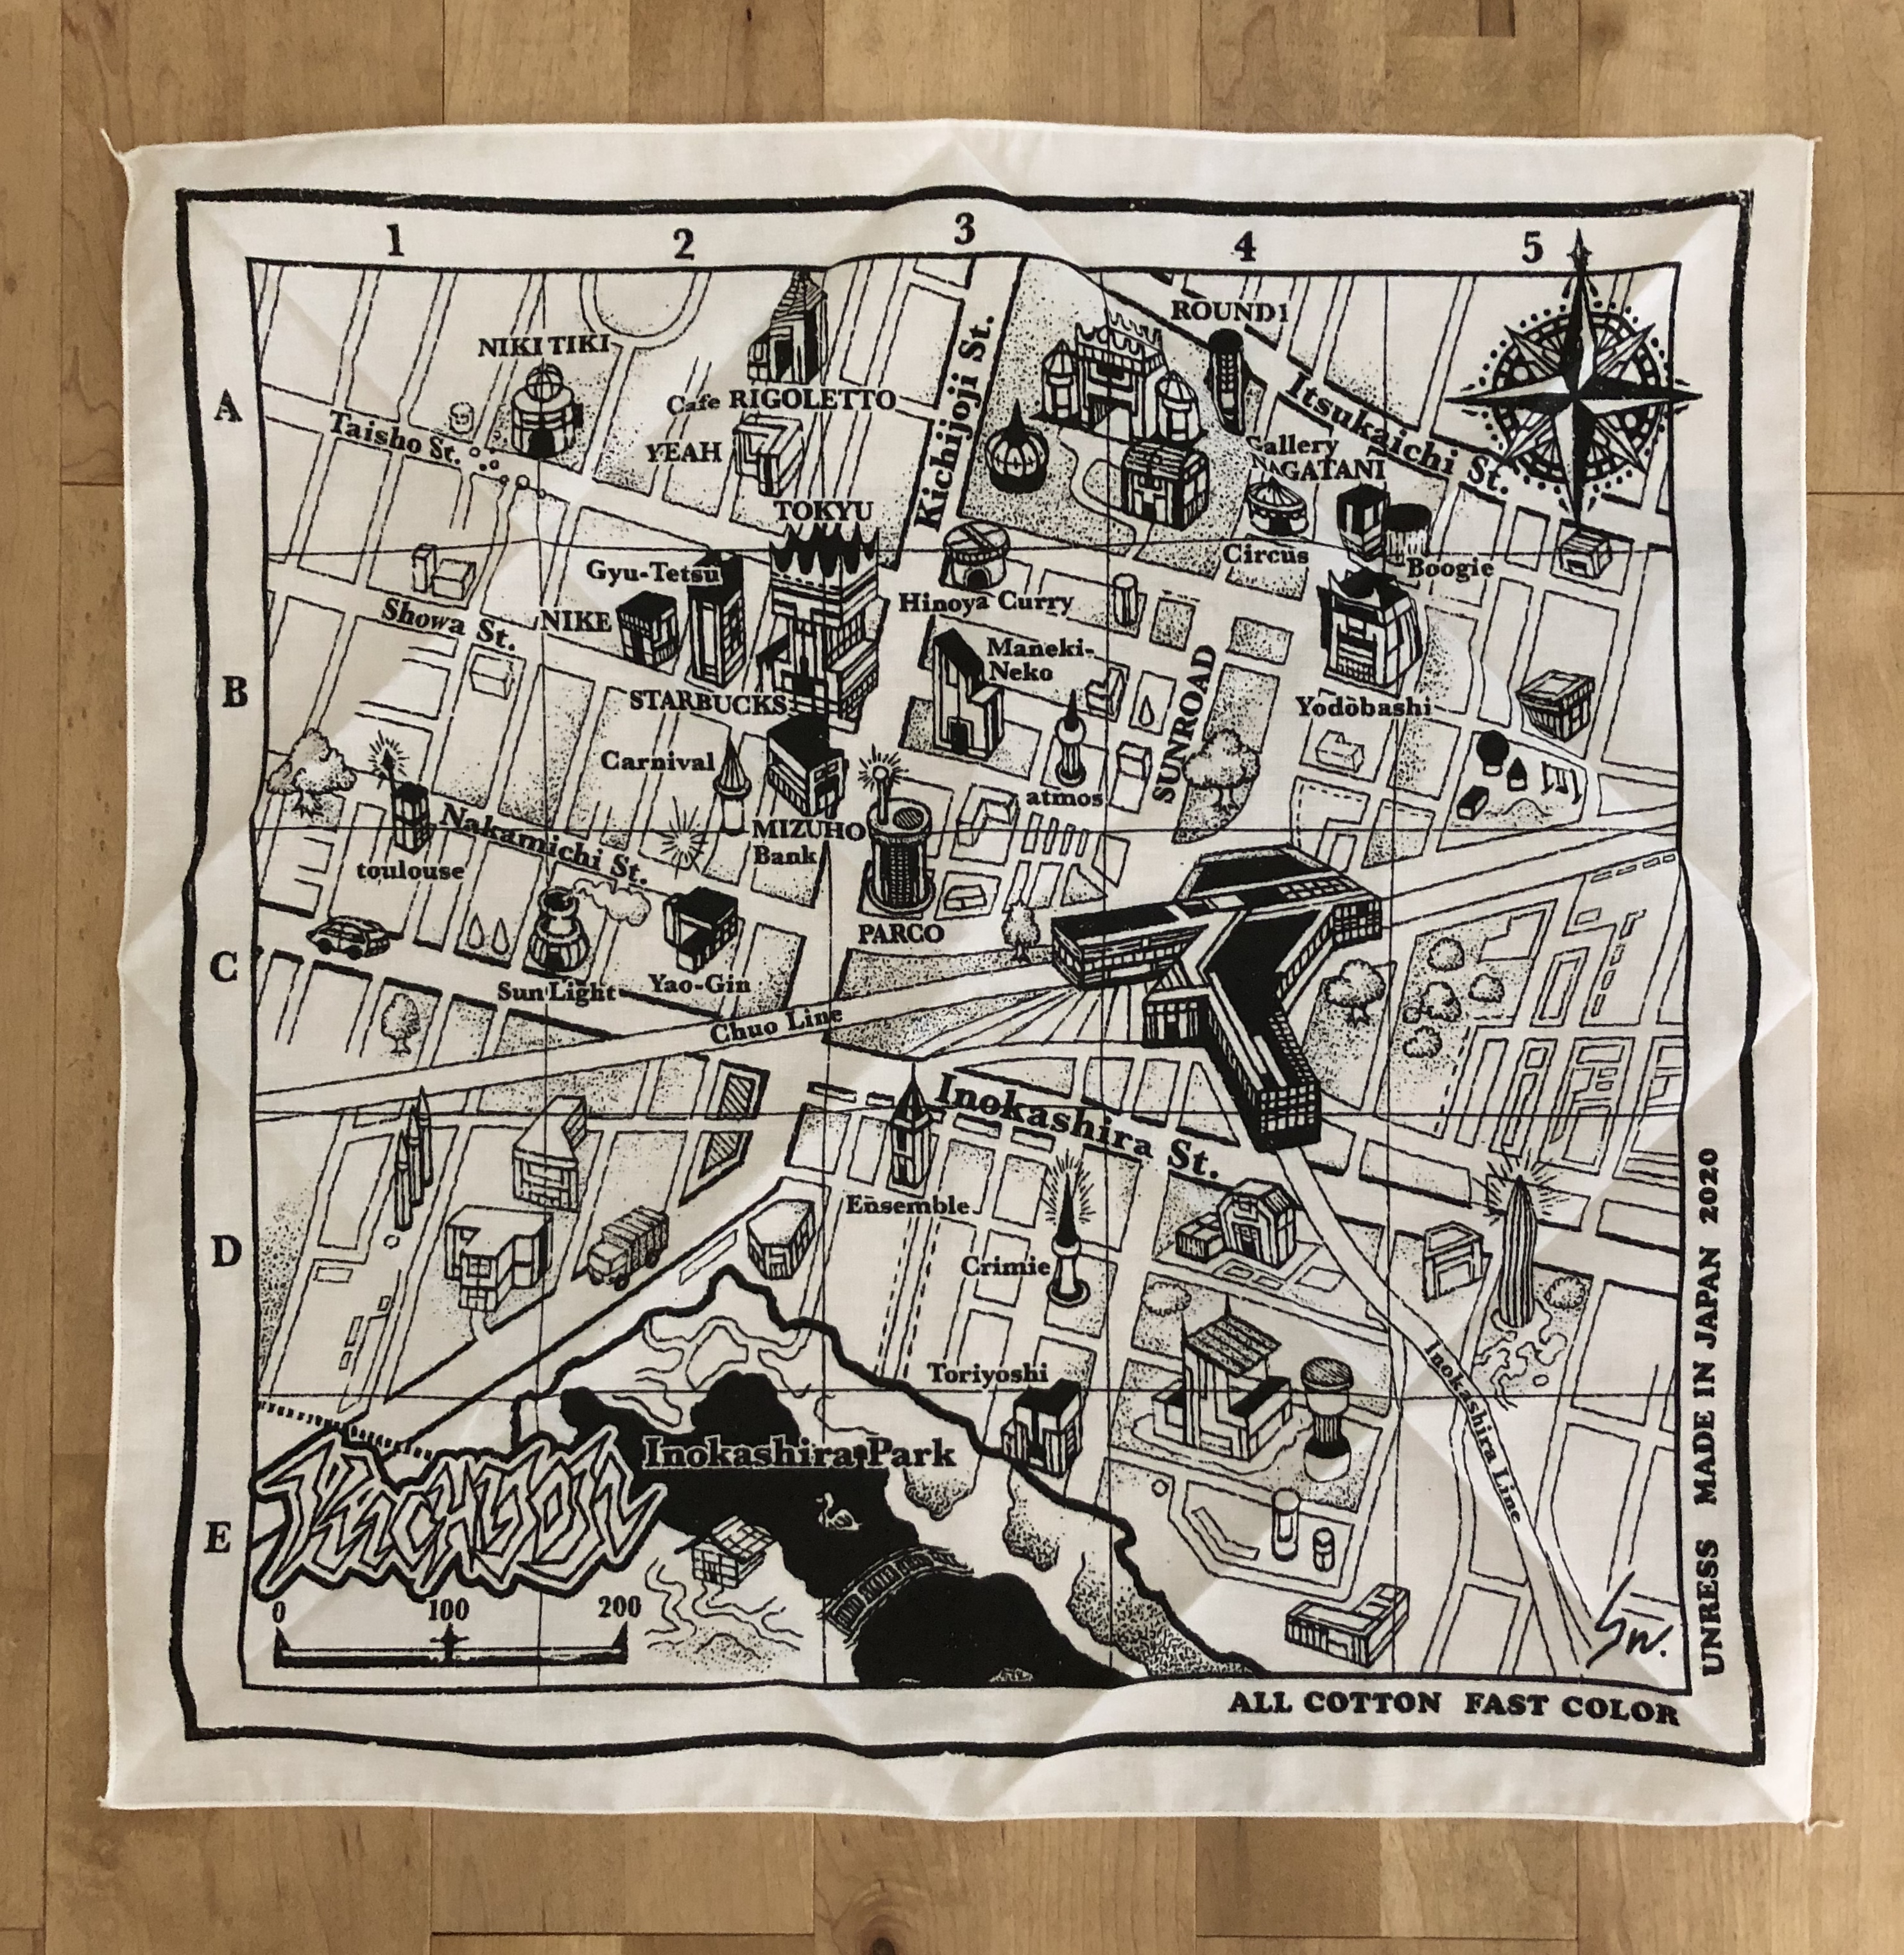 1
2
3
4
5
A
B
C
D
E
ROUND1
NIKITIKI
Cafe RIGOLETTO
YEAH
Kichijoji St.
Itsukaichi St.
Gallery
NAGATANI
Taisho St.
TOKYU
Circus
Boogie
Gyu-Tetsu
NIKE
Hinoya Curry
Showa St.
Maneki-
Neko
STARBUCKS
SUNROAD
Yodobashi
Carnival
atmos
MIZUHO
Bank
Nakamichi St.
toulouse
PARCO
Sun Light
Yao-Gin
Chuo Line
Inokashira St.
Ensemble
Crimie
Toriyoshi
Inokashira Line
Inokashira Park
KICHIJOJI
0
100
200
Sw.
ALL COTTON FAST COLOR
UNRESS MADE IN JAPAN 2020